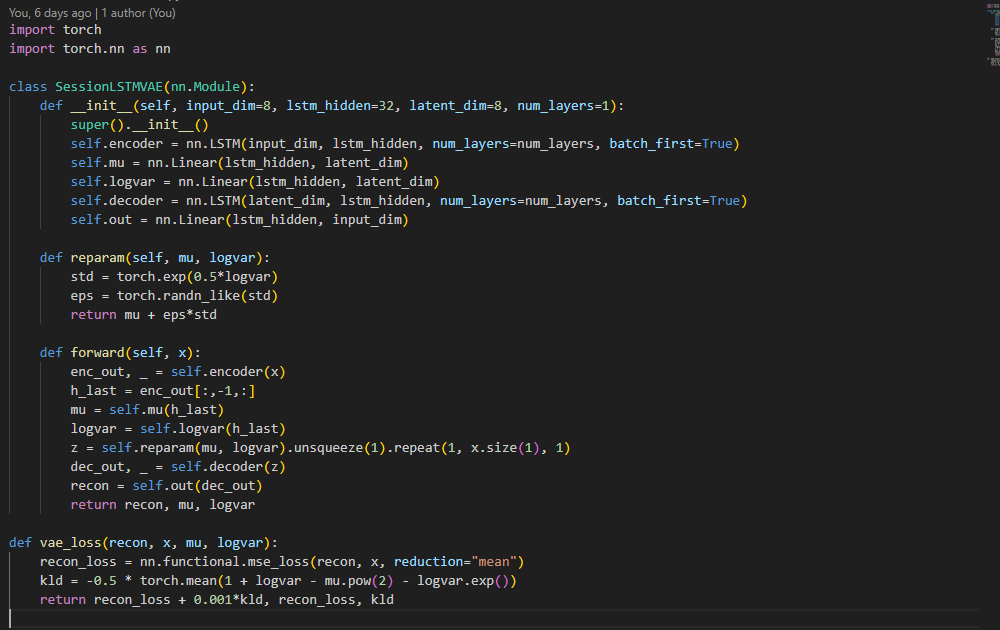 You, 6 days ago | 1 author (You)
import torch
import torch.nn as nn

class SessionLSTMVAE(nn.Module):
    def __init__(self, input_dim=8, lstm_hidden=32, latent_dim=8, num_layers=1):
        super().__init__()
        self.encoder = nn.LSTM(input_dim, lstm_hidden, num_layers=num_layers, batch_first=True)
        self.mu = nn.Linear(lstm_hidden, latent_dim)
        self.logvar = nn.Linear(lstm_hidden, latent_dim)
        self.decoder = nn.LSTM(latent_dim, lstm_hidden, num_layers=num_layers, batch_first=True)
        self.out = nn.Linear(lstm_hidden, input_dim)

    def reparam(self, mu, logvar):
        std = torch.exp(0.5*logvar)
        eps = torch.randn_like(std)
        return mu + eps*std

    def forward(self, x):
        enc_out, _ = self.encoder(x)
        h_last = enc_out[:,-1,:]
        mu = self.mu(h_last)
        logvar = self.logvar(h_last)
        z = self.reparam(mu, logvar).unsqueeze(1).repeat(1, x.size(1), 1)
        dec_out, _ = self.decoder(z)
        recon = self.out(dec_out)
        return recon, mu, logvar

def vae_loss(recon, x, mu, logvar):
    recon_loss = nn.functional.mse_loss(recon, x, reduction="mean")
    kld = -0.5 * torch.mean(1 + logvar - mu.pow(2) - logvar.exp())
    return recon_loss + 0.001*kld, recon_loss, kld